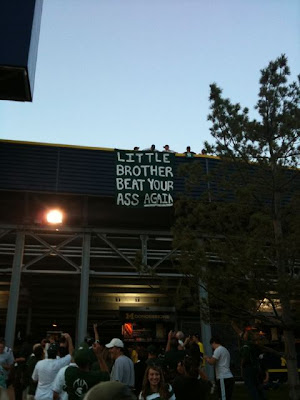 LITTLE
BROTHER
BEAT YOUR
ASS AGAIN